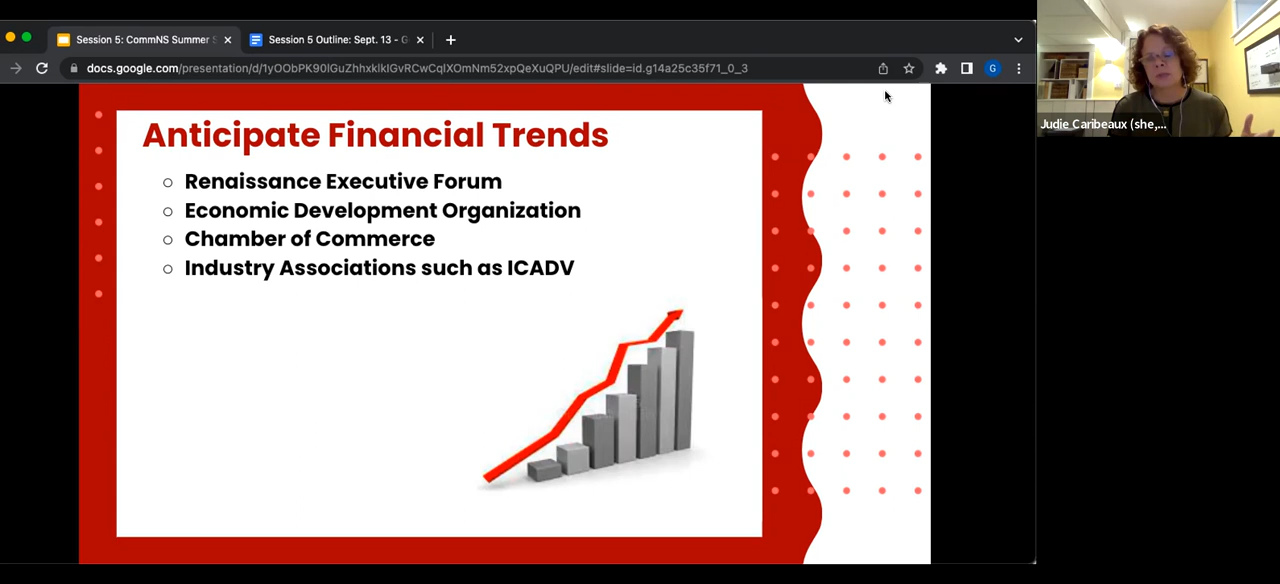 Session 5: CommNS Summer S
Session 5 Outline: Sept. 13 - G
docs.google.com/presentation/d/1yOObPK90IGuZhhxklklGvRCwCqIXOmNm52xpQeXuQPU/edit#slide=id.g14a25c35f71_0_3
G
Anticipate Financial Trends
Renaissance Executive Forum
Economic Development Organization
Chamber of Commerce
Industry Associations such as ICADV
Judie Caribeaux (she,...